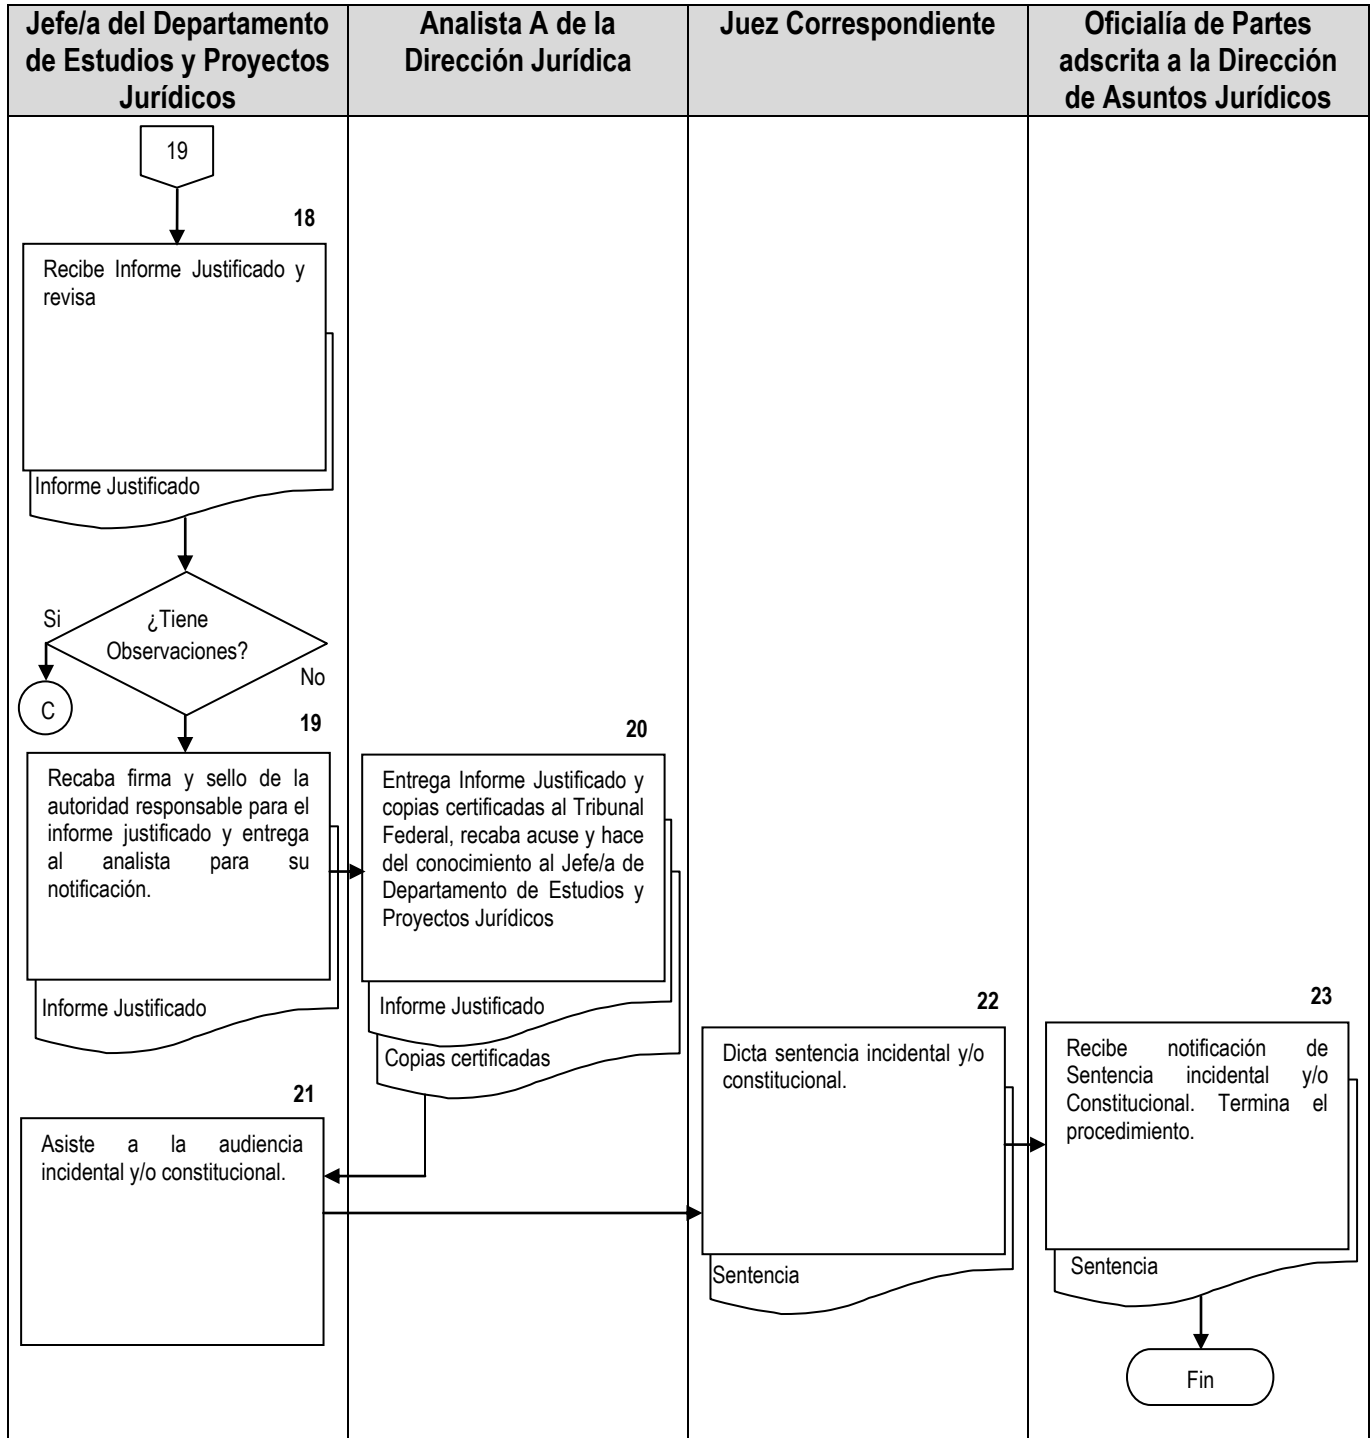 Jefe/a del Departamento
de Estudios y Proyectos
Jurídicos
Analista A de la
Dirección Jurídica
Juez Correspondiente
Oficialía de Partes
adscrita a la Dirección
de Asuntos Jurídicos
19
18
Recibe Informe Justificado y
revisa
Informe Justificado
Si
¿Tiene
Observaciones?
No
C
19
Recaba firma y sello de la
autoridad responsable para el
informe justificado y entrega
al analista para su
notificación.
Informe Justificado
20
Entrega Informe Justificado y
copias certificadas al Tribunal
Federal, recaba acuse y hace
del conocimiento al Jefe/a de
Departamento de Estudios y
Proyectos Jurídicos
Informe Justificado
Copias certificadas
21
Asiste a la audiencia
incidental y/o constitucional.
22
Dicta sentencia incidental y/o
constitucional.
Sentencia
23
Recibe notificación de
Sentencia incidental y/o
Constitucional. Termina el
procedimiento.
Sentencia
Fin